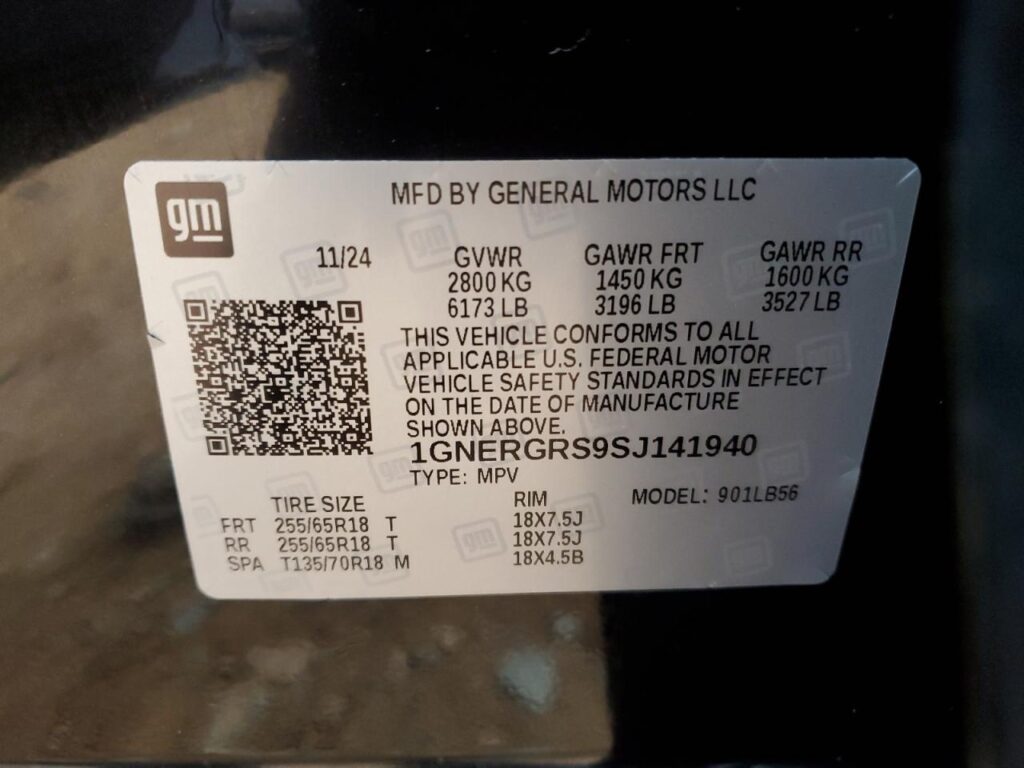 gm
MFD BY GENERAL MOTORS LLC
11/24 GVWR GAWR FRT GAWR RR
2800 KG 1450 KG 1600 KG
6173 LB 3196 LB 3527 LB
THIS VEHICLE CONFORMS TO ALL
APPLICABLE U.S. FEDERAL MOTOR
VEHICLE SAFETY STANDARDS IN EFFECT
ON THE DATE OF MANUFACTURE
SHOWN ABOVE.
1GNERGRS9SJ141940
TYPE: MPV
TIRE SIZE RIM MODEL: 901LB56
FRT 255/65R18 T 18X7.5J
RR 255/65R18 T 18X7.5J
SPA T135/70R18 M 18X4.5B